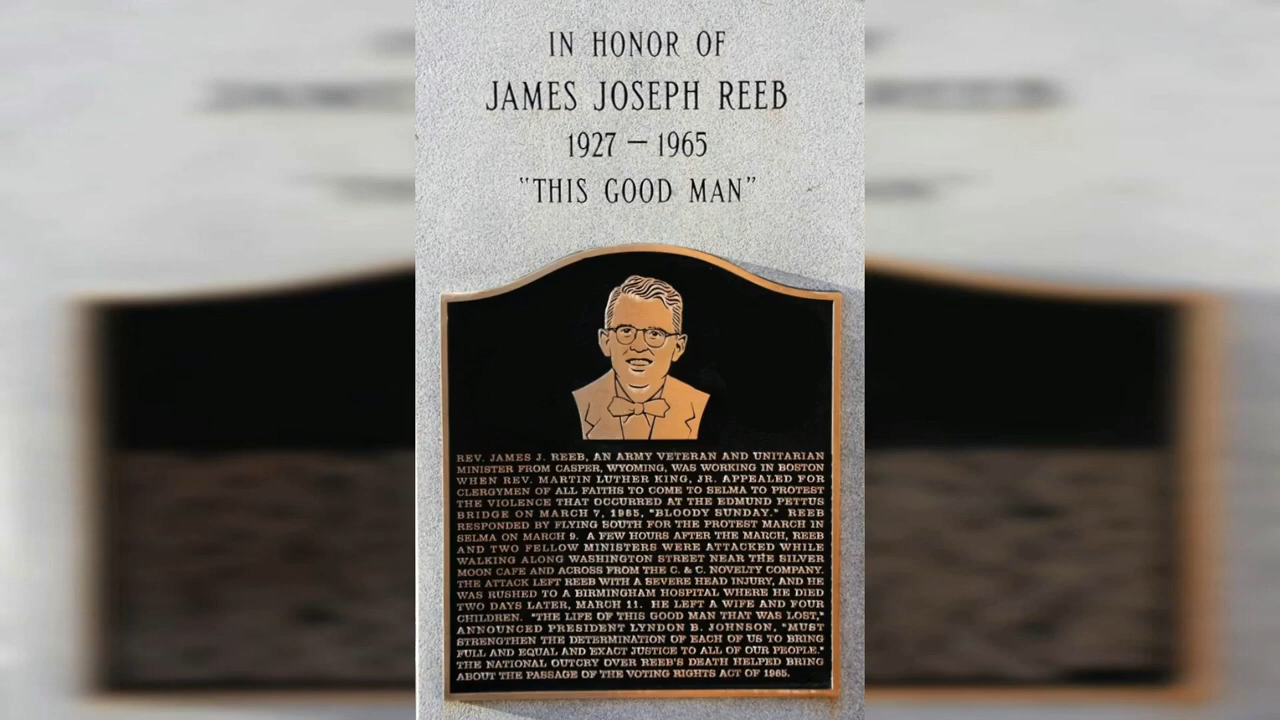 IN HONOR OF
JAMES JOSEPH REEB
1927 – 1965
“THIS GOOD MAN”
REV. JAMES J. REEB, AN ARMY VETERAN AND UNITARIAN
MINISTER FROM CASPER, WYOMING, WAS WORKING IN BOSTON
WHEN REV. MARTIN LUTHER KING, JR. APPEALED FOR
CLERGYMEN OF ALL FAITHS TO COME TO SELMA TO PROTEST
THE VIOLENCE THAT OCCURRED AT THE EDMUND PETTUS
BRIDGE ON MARCH 7, 1965, "BLOODY SUNDAY." REEB
RESPONDED BY FLYING SOUTH FOR THE PROTEST MARCH IN
SELMA ON MARCH 9. A FEW HOURS AFTER THE MARCH, REEB
AND TWO FELLOW MINISTERS WERE ATTACKED WHILE
WALKING ALONG WASHINGTON STREET NEAR THE SILVER
MOON CAFE AND ACROSS FROM THE C. & C. NOVELTY COMPANY.
THE ATTACK LEFT REEB WITH A SEVERE HEAD INJURY, AND HE
WAS RUSHED TO A BIRMINGHAM HOSPITAL WHERE HE DIED
TWO DAYS LATER, MARCH 11. HE LEFT A WIFE AND FOUR
CHILDREN. "THE LIFE OF THIS GOOD MAN THAT WAS LOST,"
ANNOUNCED PRESIDENT LYNDON B. JOHNSON, "MUST
STRENGTHEN THE DETERMINATION OF EACH OF US TO BRING
FULL AND EQUAL AND EXACT JUSTICE TO ALL OF OUR PEOPLE."
THE NATIONAL OUTCRY OVER REEB'S DEATH HELPED BRING
ABOUT THE PASSAGE OF THE VOTING RIGHTS ACT OF 1965.